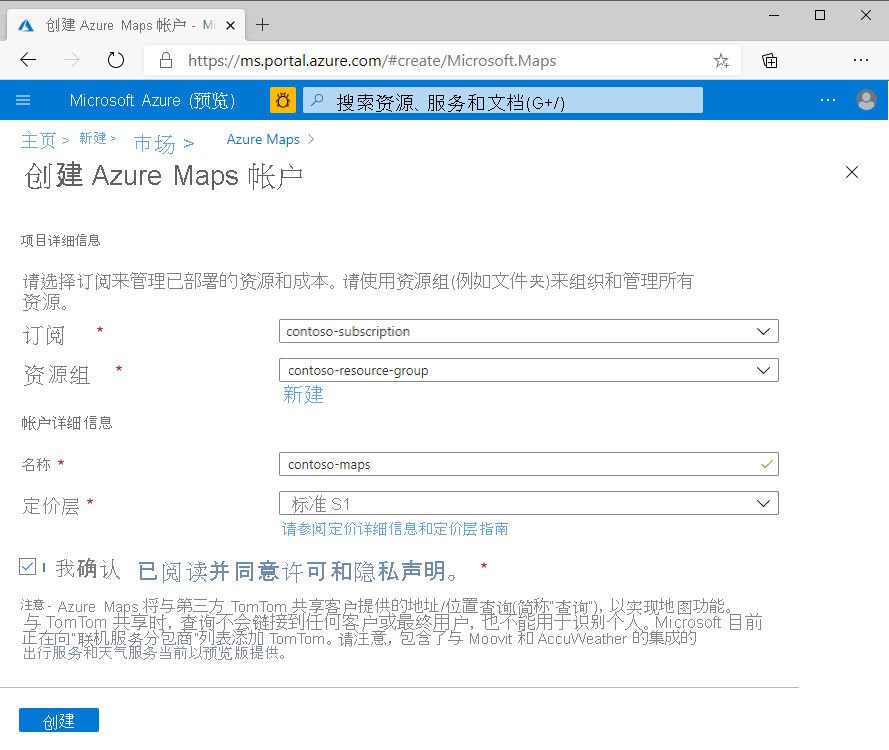 创建 Azure Maps 帐户 - Mi
https://ms.portal.azure.com/#create/Microsoft.Maps
Microsoft Azure (预览)
搜索资源、服务和文档(G+/)
主页 > 新建 > 市场 > Azure Maps >
创建 Azure Maps 帐户
项目详细信息
请选择订阅来管理已部署的资源和成本。请使用资源组(例如文件夹)来组织和管理所有
资源。
订阅 * contoso-subscription
资源组 * contoso-resource-group
新建
帐户详细信息
名称 * contoso-maps
定价层 * 标准 S1
请参阅定价详细信息和定价层指南
我确认 已阅读并同意许可和隐私声明。 *
注意 - Azure Maps 将与第三方 TomTom 共享客户提供的地址/位置查询(简称"查询")，以实现地图功能。
与 TomTom 共享时，查询不会链接到任何客户或最终用户，也不能用于识别个人。Microsoft 目前
正在向"联机服务分包商"列表添加 TomTom。请注意，包含了与 Moovit 和 AccuWeather 的集成的
出行服务和天气服务当前以预览版提供。
创建